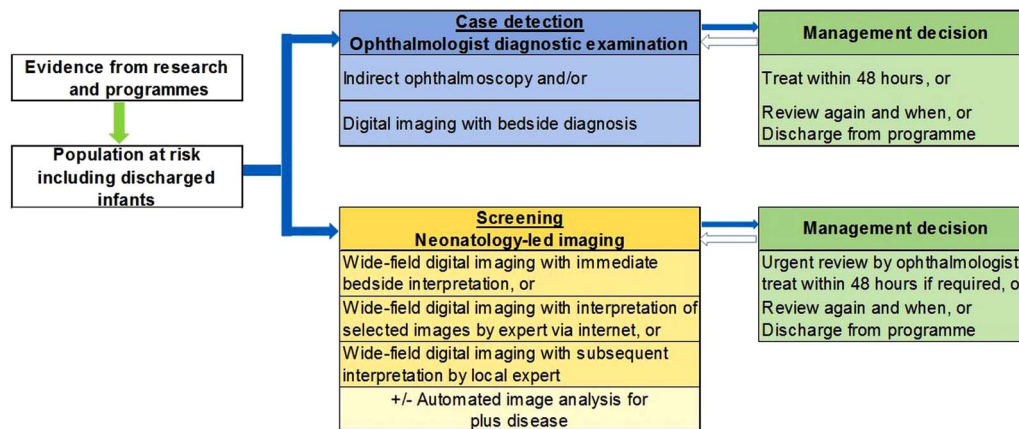 Evidence from research
and programmes
Population at risk
including discharged
infants
Case detection
Ophthalmologist diagnostic examination
Indirect ophthalmoscopy and/or
Digital imaging with bedside diagnosis
Management decision
Treat within 48 hours, or
Review again and when, or
Discharge from programme
Screening
Neonatology-led imaging
Wide-field digital imaging with immediate
bedside interpretation, or
Wide-field digital imaging with interpretation of
selected images by expert via internet, or
Wide-field digital imaging with subsequent
interpretation by local expert
+/- Automated image analysis for
plus disease
Management decision
Urgent review by ophthalmologist
treat within 48 hours if required, o
Review again and when, or
Discharge from programme